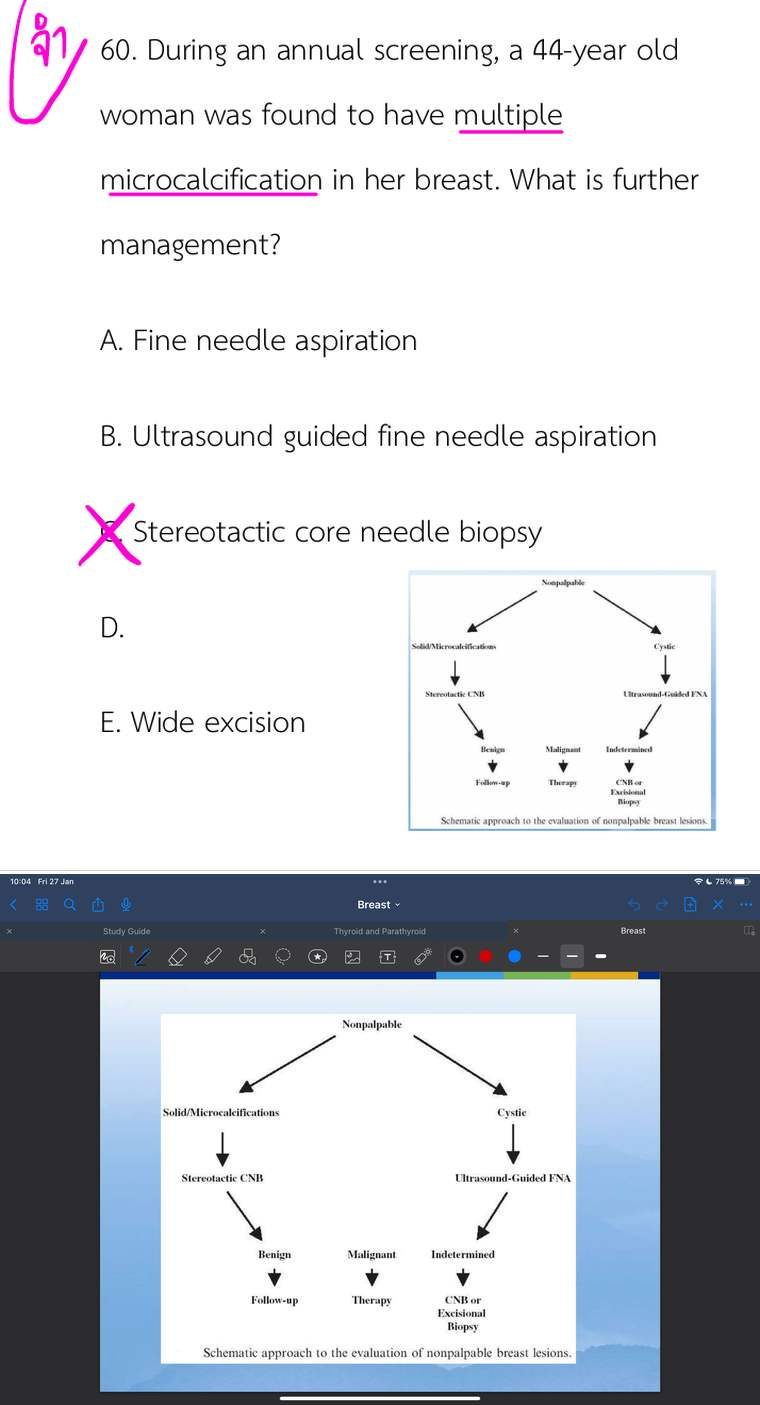 จำ
60. During an annual screening, a 44-year old
woman was found to have multiple
microcalcification in her breast. What is further
management?
A. Fine needle aspiration
B. Ultrasound guided fine needle aspiration
C. Stereotactic core needle biopsy
D.
E. Wide excision
Nonpalpable
Solid/Microcalcifications Cystic
Stereotactic CNB Ultrasound-Guided FNA
Benign Malignant Indetermined
Follow-up Therapy CNB or
Excisional
Biopsy
Schematic approach to the evaluation of nonpalpable breast lesions.
10:04 Fri 27 Jan 75%
Breast
Study Guide Thyroid and Parathyroid Breast
Nonpalpable
Solid/Microcalcifications Cystic
Stereotactic CNB Ultrasound-Guided FNA
Benign Malignant Indetermined
Follow-up Therapy CNB or
Excisional
Biopsy
Schematic approach to the evaluation of nonpalpable breast lesions.